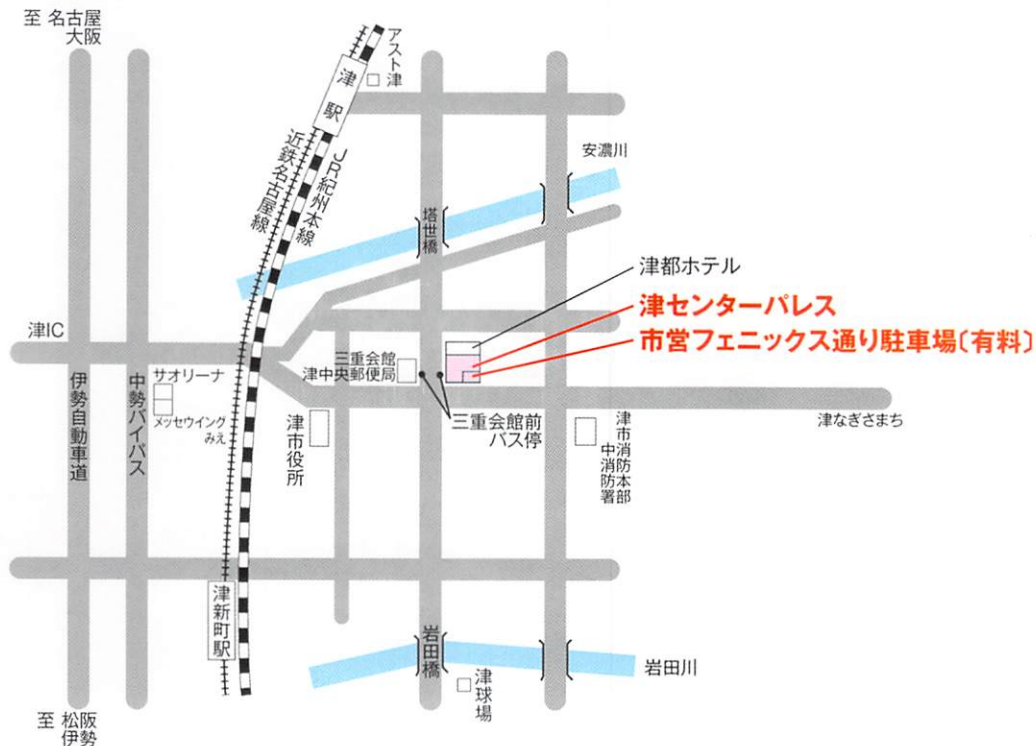 至 名古屋
大阪
アスト津
津駅
近鉄名古屋線
JR紀州本線
安濃川
塔世橋
津都ホテル
津センターパレス
市営フェニックス通り駐車場〔有料〕
津IC
三重会館
津中央郵便局
サオリーナ
メッセウイング
みえ
伊勢自動車道
中勢バイパス
津市役所
三重会館前
バス停
津市消防本部
中消防署
津なぎさまち
津新町駅
岩田橋
岩田川
津球場
至 松阪
伊勢